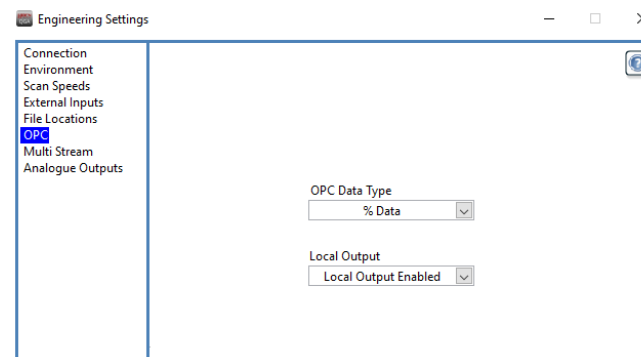 Engineering Settings
Connection
Environment
Scan Speeds
External Inputs
File Locations
OPC
Multi Stream
Analogue Outputs
OPC Data Type
% Data
Local Output
Local Output Enabled